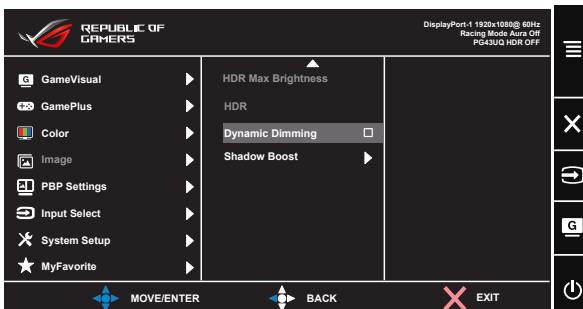 REPUBLIC OF
GAMERS
DisplayPort-1 1920x1080@ 60Hz
Racing Mode Aura Off
PG43UQ HDR OFF
G GameVisual
GamePlus
Color
Image
PBP Settings
Input Select
System Setup
MyFavorite
HDR Max Brightness
HDR
Dynamic Dimming
Shadow Boost
G
MOVE/ENTER
BACK
EXIT